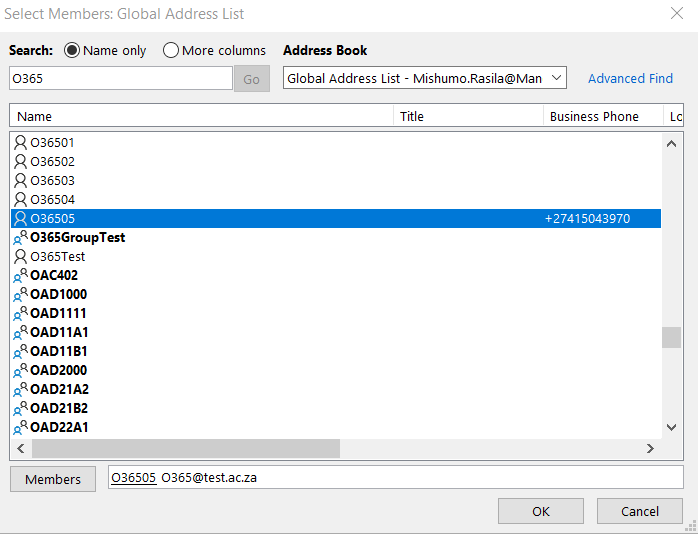 Select Members: Global Address List
Search: Name only More columns Address Book
O365 Go Global Address List - Mishumo.Rasila@Man Advanced Find
Name Title Business Phone Lo
O36501
O36502
O36503
O36504
O36505 +27415043970
O365GroupTest
O365Test
OAC402
OAD1000
OAD1111
OAD11A1
OAD11B1
OAD2000
OAD21A2
OAD21B2
OAD22A1
Members O36505 O365@test.ac.za
OK Cancel